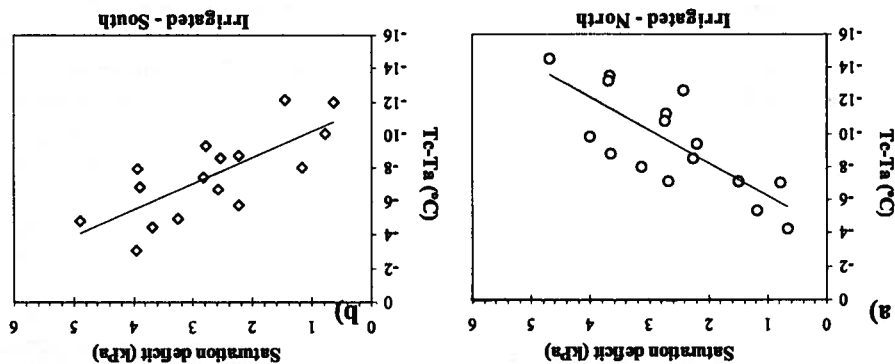 Saturation deficit (kPa)
a)
0 1 2 3 4 5 6
0
-2
-4
-6
-8
-10
-12
-14
-16
Tc-Ta (°C)
Irrigated - North
Saturation deficit (kPa)
b)
0 1 2 3 4 5 6
0
-2
-4
-6
-8
-10
-12
-14
-16
Tc-Ta (°C)
Irrigated - South